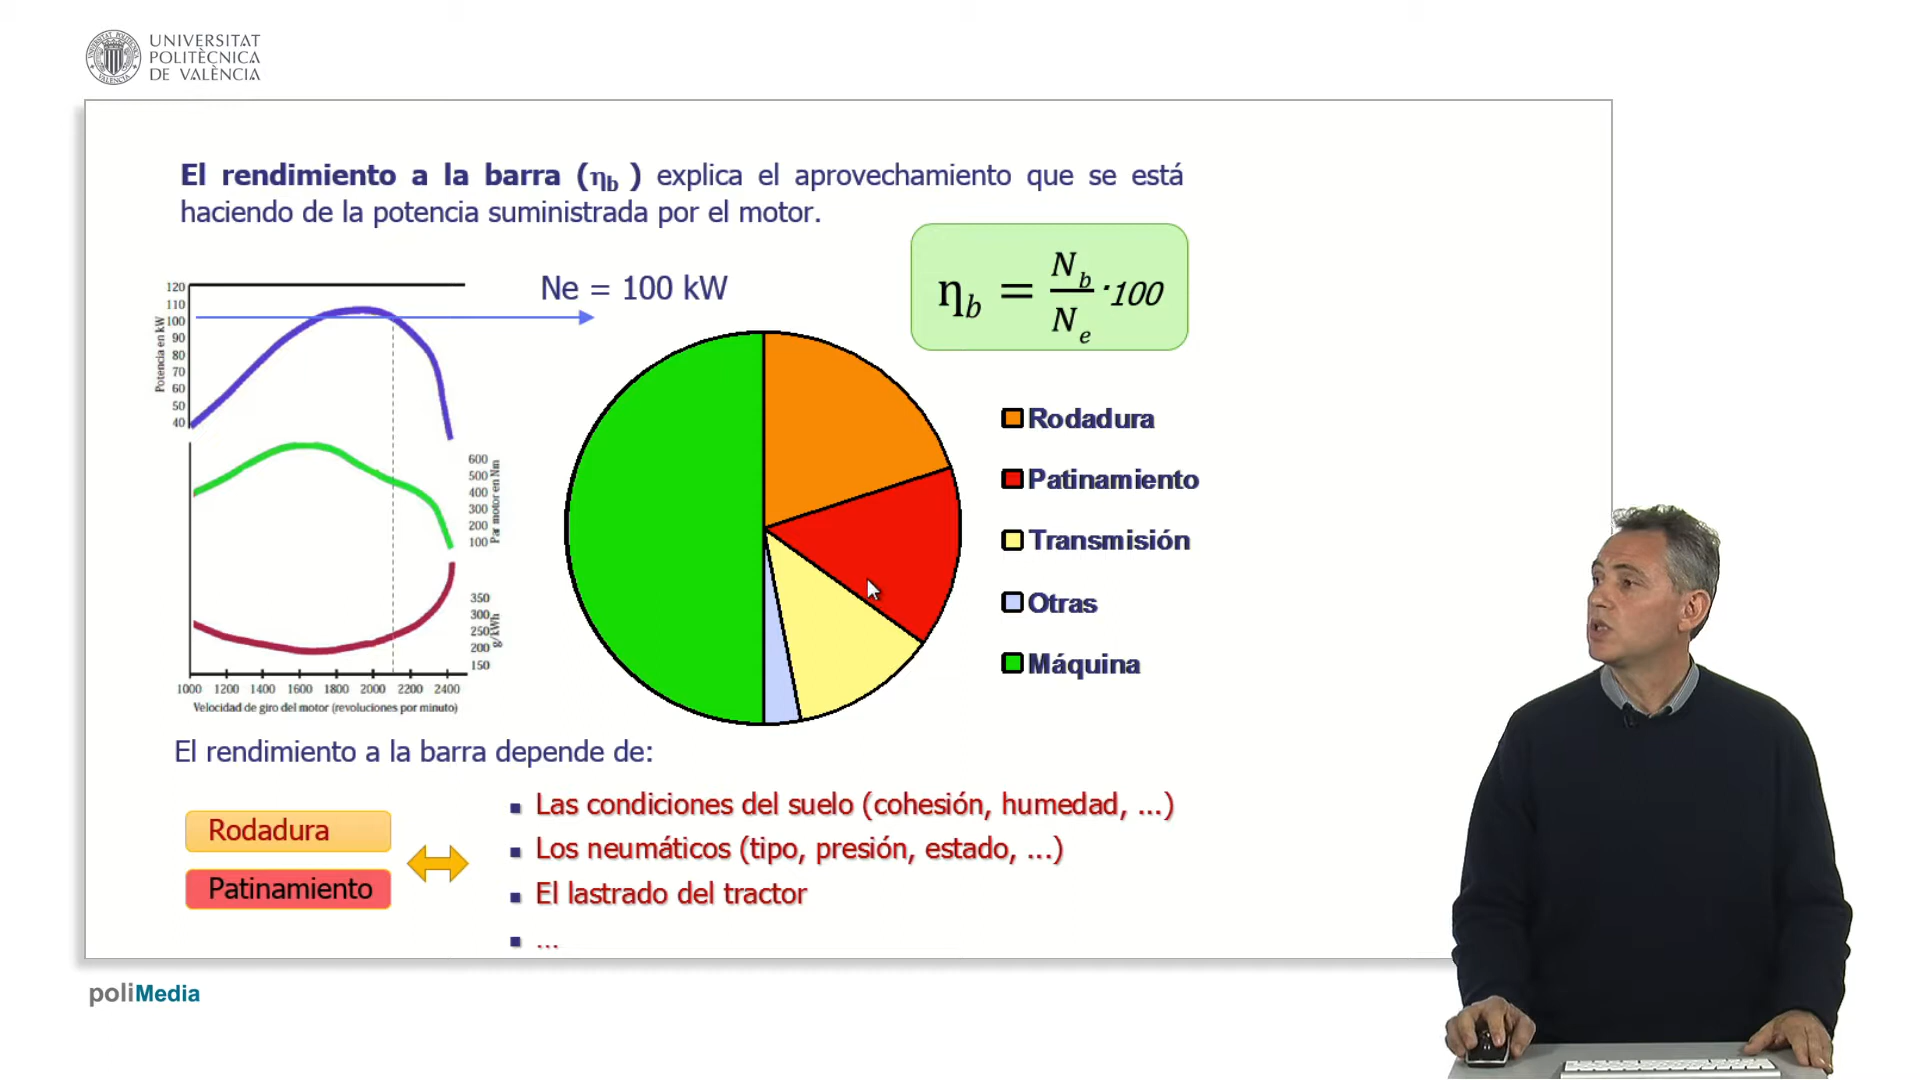 UNIVERSITAT
POLITÈCNICA
DE VALÈNCIA
El rendimiento a la barra (ηb ) explica el aprovechamiento que se está
haciendo de la potencia suministrada por el motor.
Ne = 100 kW
ηb = Nb/Ne ·100
Potencia en kW
120
110
100
90
80
70
60
50
40
600
500
400
300
200
100
Par motor en Nm
350
300
250
200
150
g/kWh
1000 1200 1400 1600 1800 2000 2200 2400
Velocidad de giro del motor (revoluciones por minuto)
Rodadura
Patinamiento
Transmisión
Otras
Máquina
El rendimiento a la barra depende de:
Rodadura
Patinamiento
Las condiciones del suelo (cohesión, humedad, ...)
Los neumáticos (tipo, presión, estado, ...)
El lastrado del tractor
...
poliMedia